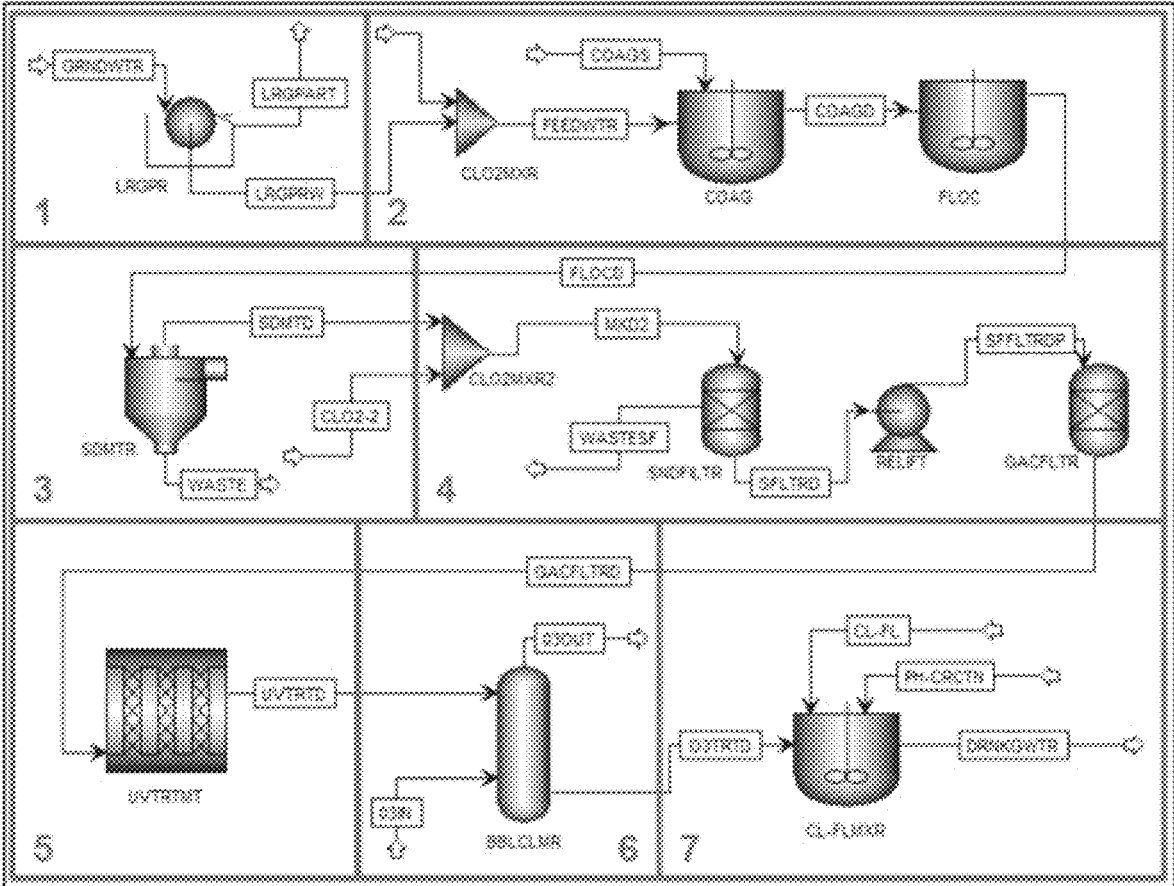 GRNDWTR
LRGPART
LRGPR
LRGPRW
1
COAGS
FEEDWTR
COAGD
CLO2MXR
COAG
FLOC
2
FLOCD
SDMTD
SDMTR
WASTE
CLO2-2
3
MXD2
CLO2MXR2
WASTESF
SNDFILTR
SFLTRD
RELIFT
SFFLTRDP
GACFLTR
4
GACFLTRD
UVTRTD
UVTRTMT
5
O3OUT
O3IN
BBLCLMR
6
CL-FL
PH-CRCTN
O3TRTD
DRNKGWTR
CL-FLMXR
7